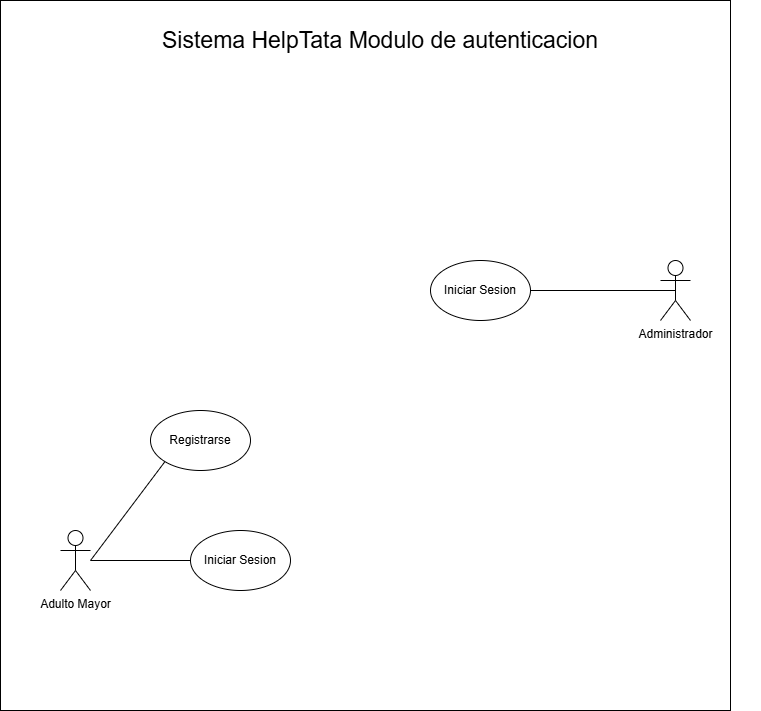 Sistema HelpTata Modulo de autenticacion
Iniciar Sesion
Administrador
Registrarse
Iniciar Sesion
Adulto Mayor